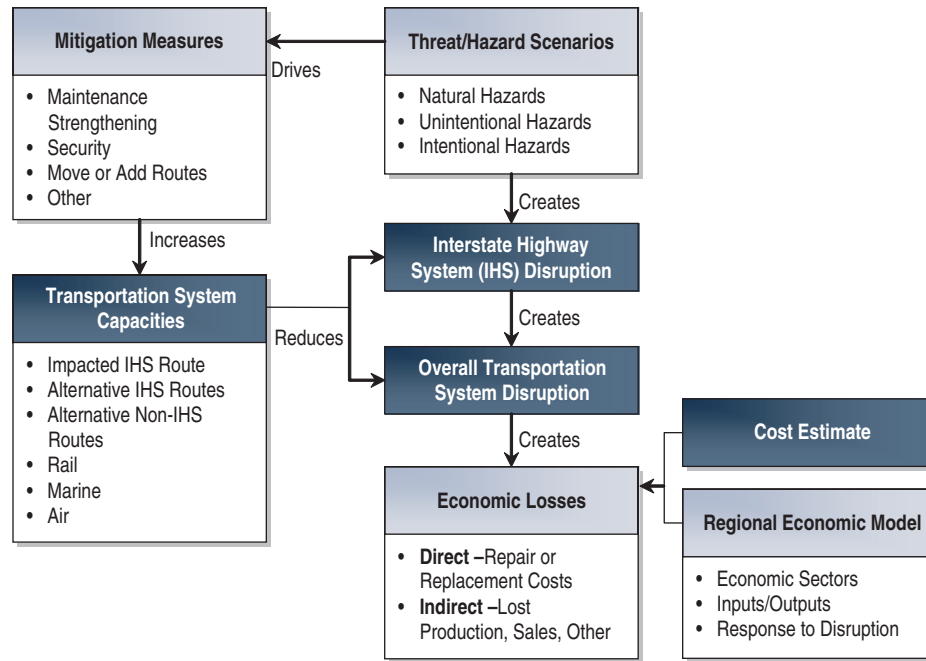 Mitigation Measures
• Maintenance
Strengthening
• Security
• Move or Add Routes
• Other
Drives
Threat/Hazard Scenarios
• Natural Hazards
• Unintentional Hazards
• Intentional Hazards
Increases
Creates
Transportation System
Capacities
• Impacted IHS Route
• Alternative IHS Routes
• Alternative Non-IHS
Routes
• Rail
• Marine
• Air
Reduces
Interstate Highway
System (IHS) Disruption
Creates
Overall Transportation
System Disruption
Creates
Economic Losses
• Direct –Repair or
Replacement Costs
• Indirect –Lost
Production, Sales, Other
Cost Estimate
Regional Economic Model
• Economic Sectors
• Inputs/Outputs
• Response to Disruption